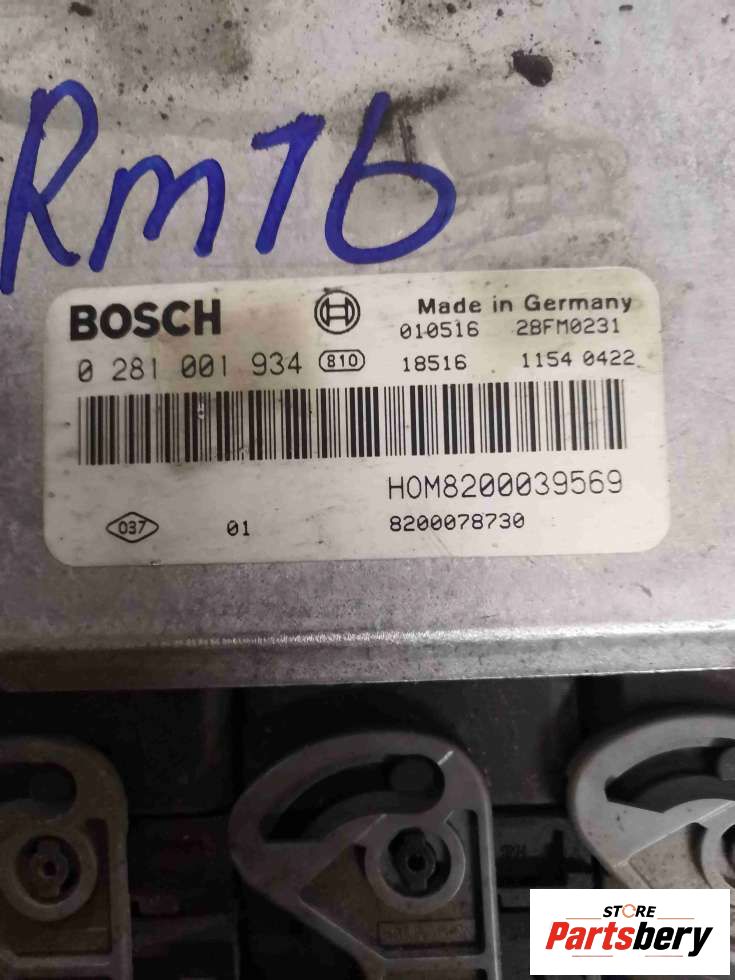 Rm16
BOSCH
Made in Germany
010516 28FM0231
0 281 001 934 810 18516 1154 0422
HOM8200039569
037 01 8200078730
STORE
Partsbery